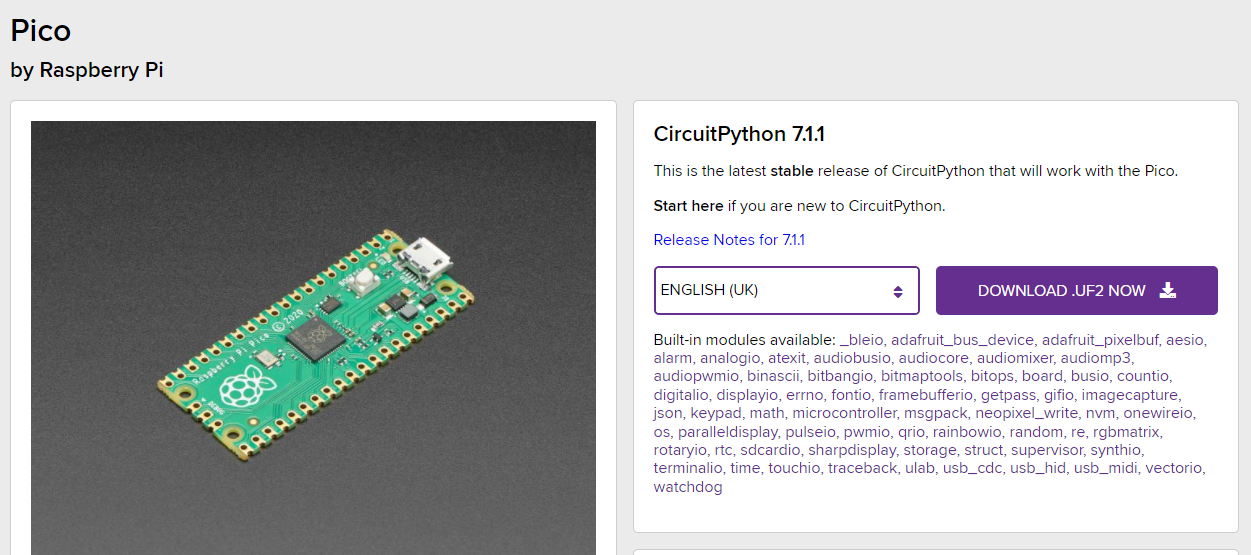 Pico
by Raspberry Pi
Raspberry Pi Pico © 2020
DEBUG
CircuitPython 7.1.1
This is the latest stable release of CircuitPython that will work with the Pico.
Start here if you are new to CircuitPython.
Release Notes for 7.1.1
ENGLISH (UK)
DOWNLOAD .UF2 NOW
Built-in modules available: _bleio, adafruit_bus_device, adafruit_pixelbuf, aesio,
alarm, analogio, atexit, audiobusio, audiocore, audiomixer, audiomp3,
audiopwmio, binascii, bitbangio, bitmaptools, bitops, board, busio, countio,
digitalio, displayio, errno, fontio, framebufferio, getpass, gifio, imagecapture,
json, keypad, math, microcontroller, msgpack, neopixel_write, nvm, onewireio,
os, paralleldisplay, pulseio, pwmio, qrio, rainbowio, random, re, rgbmatrix,
rotaryio, rtc, sdcardio, sharpdisplay, storage, struct, supervisor, synthio,
terminalio, time, touchio, traceback, ulab, usb_cdc, usb_hid, usb_midi, vectorio,
watchdog